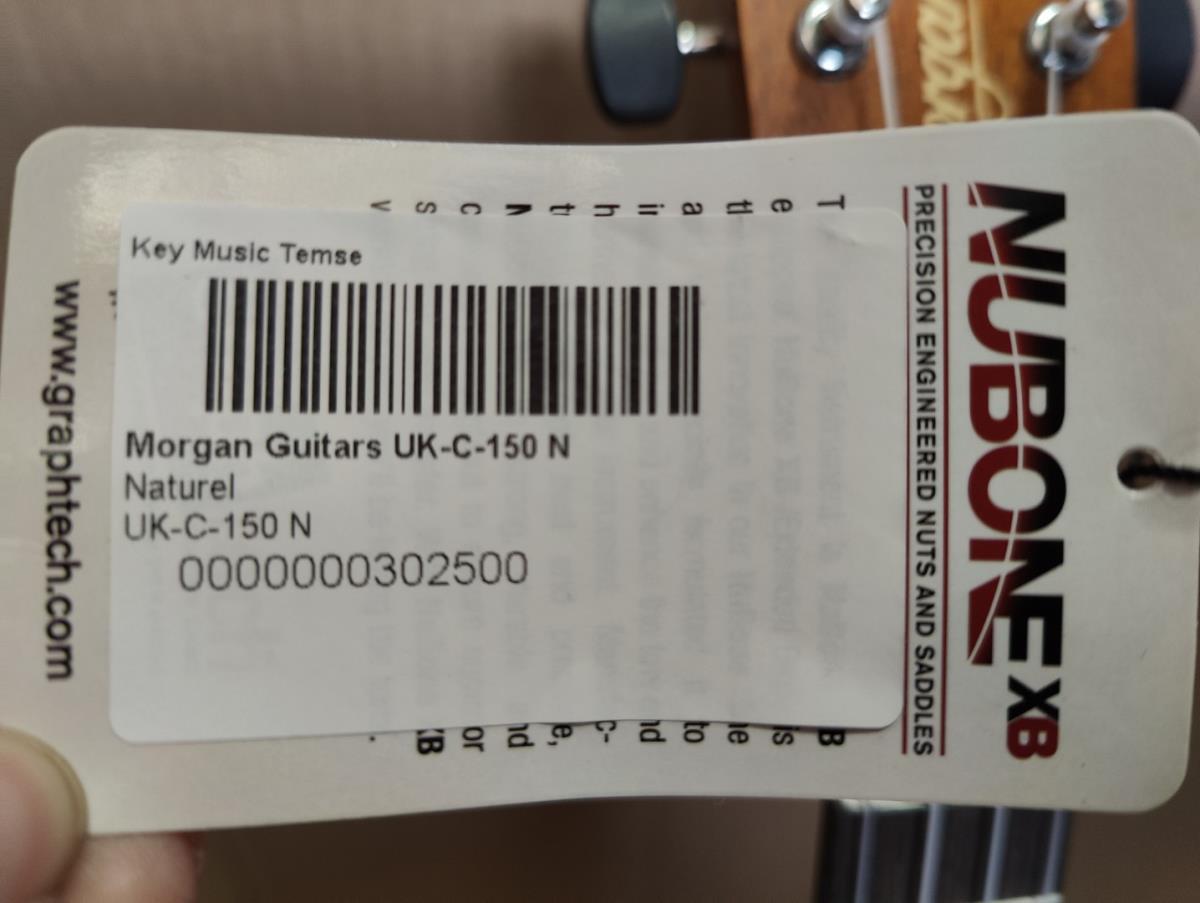 Key Music Temse
Morgan Guitars UK-C-150 N
Naturel
UK-C-150 N
0000000302500
NUBONE XB
PRECISION ENGINEERED NUTS AND SADDLES
www.graphtech.com